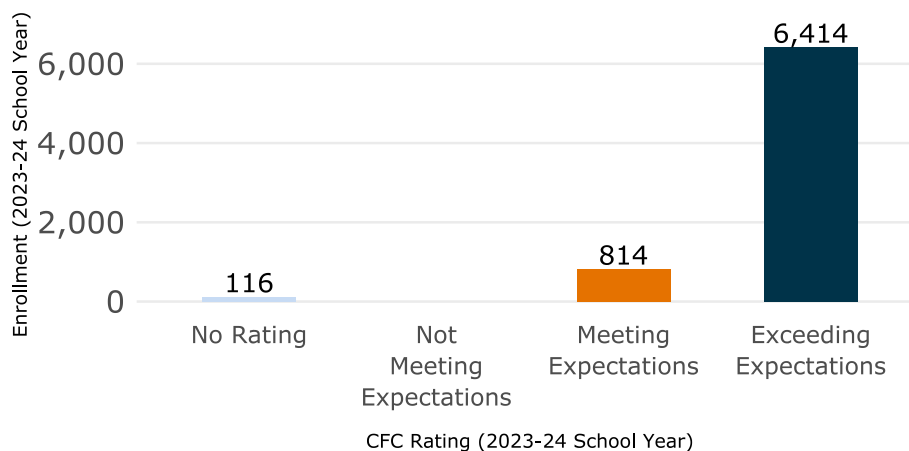 Enrollment (2023-24 School Year)
6,000
4,000
2,000
0
116
814
6,414
No Rating
Not
Meeting
Expectations
Meeting
Expectations
Exceeding
Expectations
CFC Rating (2023-24 School Year)